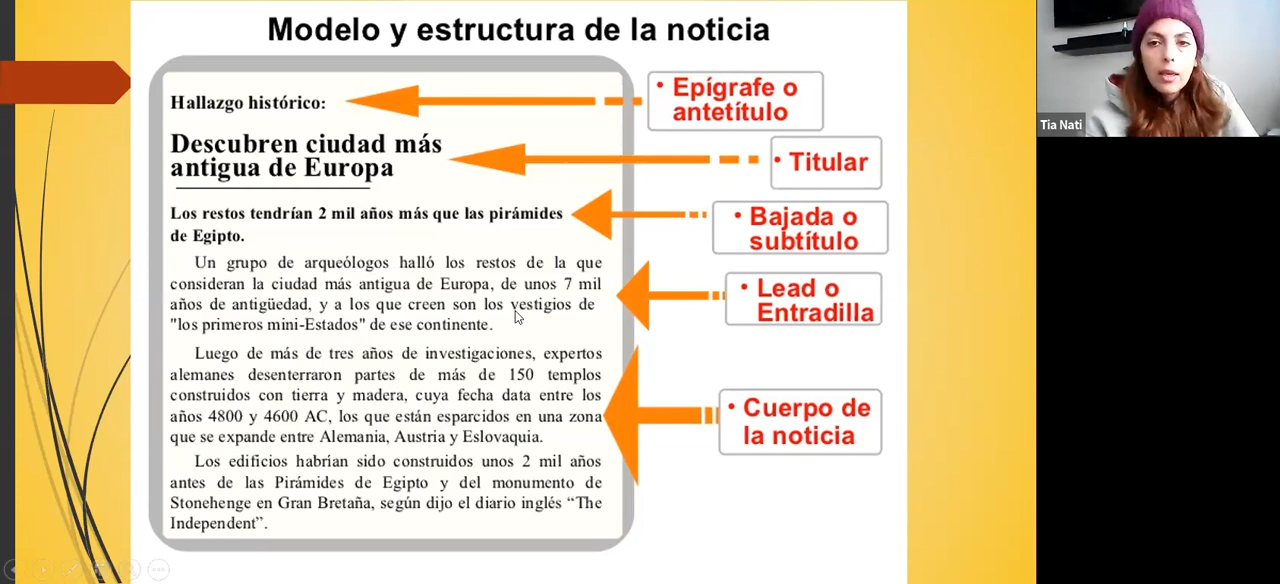 Modelo y estructura de la noticia
Hallazgo histórico:
• Epígrafe o
antetítulo
Descubren ciudad más
antigua de Europa
• Titular
Los restos tendrían 2 mil años más que las pirámides
de Egipto.
• Bajada o
subtítulo
Un grupo de arqueólogos halló los restos de la que
consideran la ciudad más antigua de Europa, de unos 7 mil
años de antigüedad, y a los que creen son los vestigios de
"los primeros mini-Estados" de ese continente.
• Lead o
Entradilla
Luego de más de tres años de investigaciones, expertos
alemanes desenterraron partes de más de 150 templos
construidos con tierra y madera, cuya fecha data entre los
años 4800 y 4600 AC, los que están esparcidos en una zona
que se expande entre Alemania, Austria y Eslovaquia.
Los edificios habrían sido construidos unos 2 mil años
antes de las Pirámides de Egipto y del monumento de
Stonehenge en Gran Bretaña, según dijo el diario inglés “The
Independent”.
• Cuerpo de
la noticia
Tia Nati